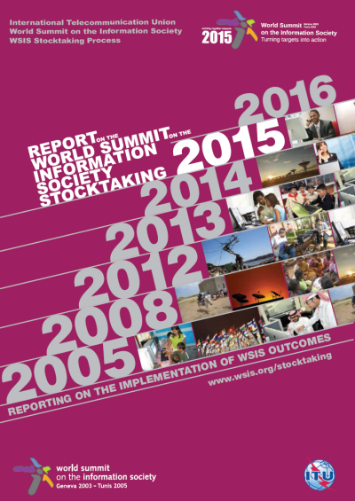 International Telecommunication Union
World Summit on the Information Society
WSIS Stocktaking Process
2015
World Summit
on the Information Society
Turning targets into action
2016
REPORT ON THE
WORLD SUMMIT ON THE
INFORMATION
SOCIETY
STOCKTAKING
2015
2014
2013
2012
2008
2005
REPORTING ON THE IMPLEMENTATION OF WSIS OUTCOMES
www.wsis.org/stocktaking
world summit
on the information society
Geneva 2003 - Tunis 2005
ITU